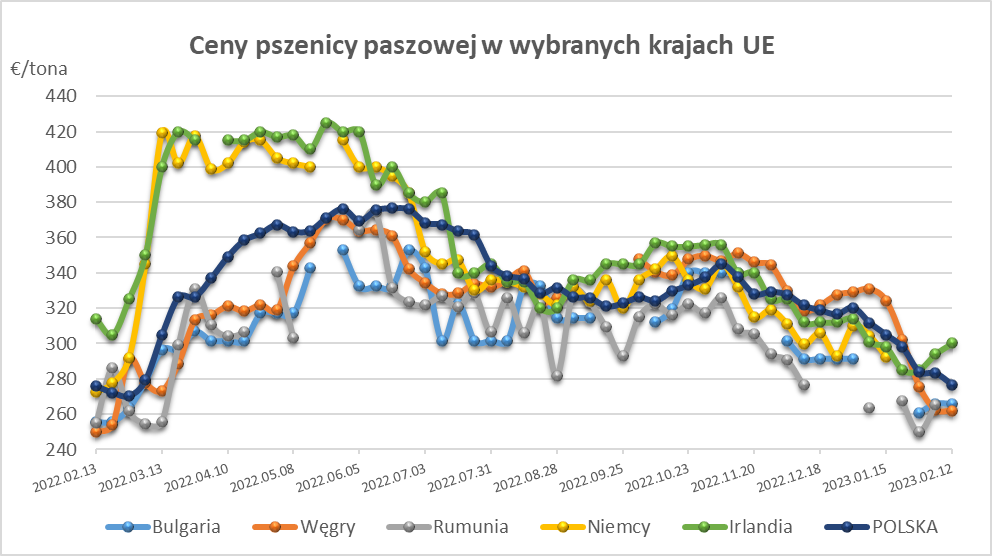 Ceny pszenicy paszowej w wybranych krajach UE
€/tona
440
420
400
380
360
340
320
300
280
260
240
2022.02.13 2022.03.13 2022.04.10 2022.05.08 2022.06.05 2022.07.03 2022.07.31 2022.08.28 2022.09.25 2022.10.23 2022.11.20 2022.12.18 2023.01.15 2023.02.12
Bulgaria Węgry Rumunia Niemcy Irlandia POLSKA